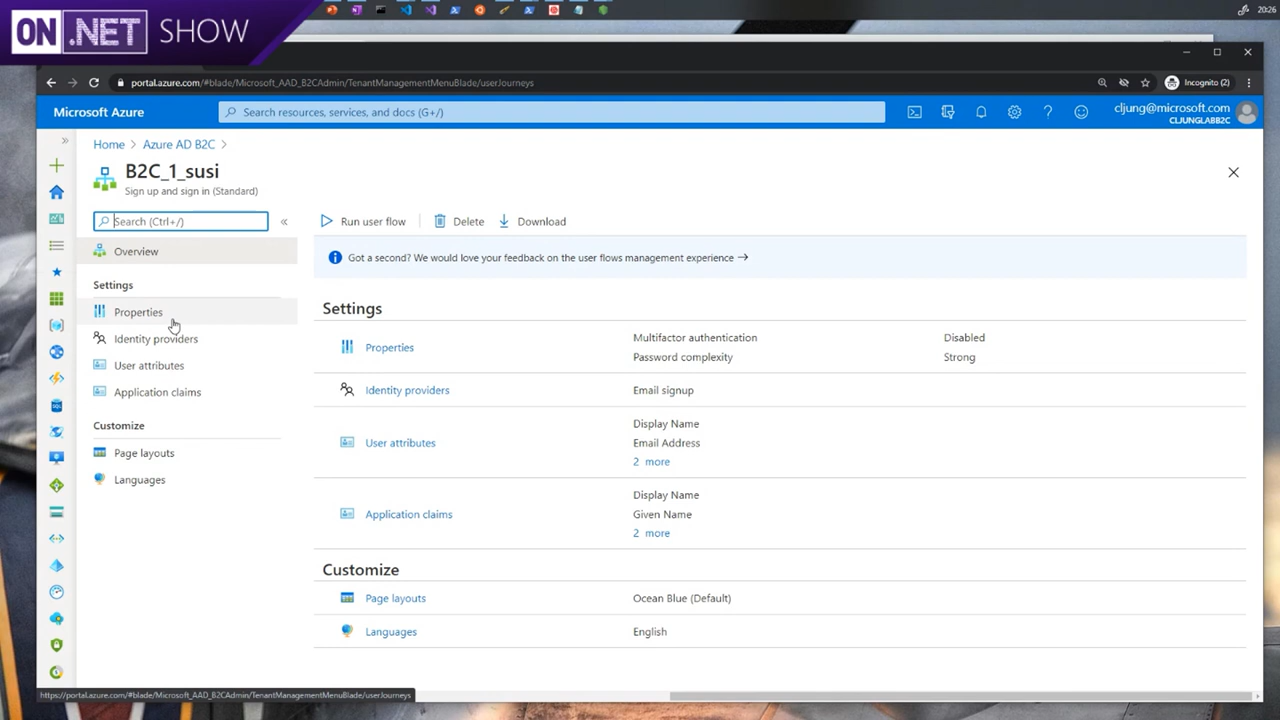 ON .NET SHOW
20:26
portal.azure.com/#blade/Microsoft_AAD_B2CAdmin/TenantManagementMenuBlade/userJourneys
Incognito (2)
Microsoft Azure
Search resources, services, and docs (G+/)
cljung@microsoft.com
CLJUNGLABB2C
Home > Azure AD B2C >
B2C_1_susi
Sign up and sign in (Standard)
Search (Ctrl+/)
«
Run user flow
Delete
Download
Overview
Got a second? We would love your feedback on the user flows management experience →
Settings
Properties
Identity providers
User attributes
Application claims
Customize
Page layouts
Languages
Settings
Properties
Multifactor authentication
Disabled
Password complexity
Strong
Identity providers
Email signup
User attributes
Display Name
Email Address
2 more
Application claims
Display Name
Given Name
2 more
Customize
Page layouts
Ocean Blue (Default)
Languages
English
https://portal.azure.com/#blade/Microsoft_AAD_B2CAdmin/TenantManagementMenuBlade/userJourneys